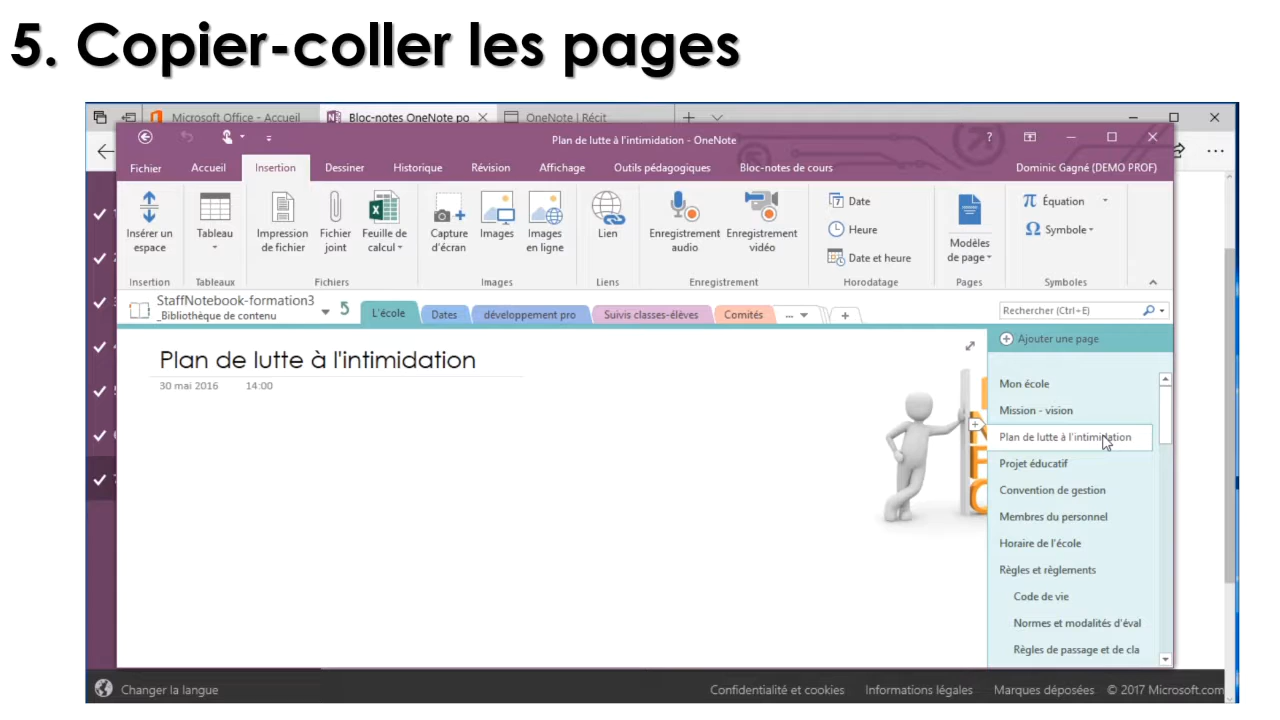 5. Copier-coller les pages
Microsoft Office - Accueil
Bloc-notes OneNote po
OneNote | Récit
Plan de lutte à l'intimidation - OneNote
Fichier Accueil Insertion Dessiner Historique Révision Affichage Outils pédagogiques Bloc-notes de cours
Dominic Gagné (DEMO PROF)
Insérer un espace
Tableau
Impression de fichier
Fichier joint
Feuille de calcul
Capture d'écran
Images
Images en ligne
Lien
Enregistrement audio
Enregistrement vidéo
7 Date
Heure
Date et heure
Modèles de page
π Équation
Ω Symbole
Insertion Tableaux Fichiers Images Liens Enregistrement Horodatage Pages Symboles
StaffNotebook-formation3
_Bibliothèque de contenu
L'école Dates développement pro Suivis classes-élèves Comités ... +
Rechercher (Ctrl+E)
Plan de lutte à l'intimidation
30 mai 2016 14:00
Ajouter une page
Mon école
Mission - vision
Plan de lutte à l'intimidation
Projet éducatif
Convention de gestion
Membres du personnel
Horaire de l'école
Règles et règlements
Code de vie
Normes et modalités d'éval
Règles de passage et de cla
Changer la langue
Confidentialité et cookies Informations légales Marques déposées © 2017 Microsoft.com